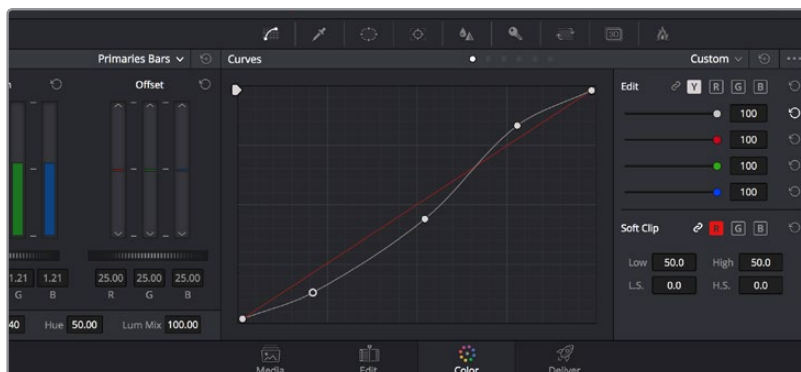 3D
Primaries Bars
Curves
Custom
Offset
Edit Y R G B
100
100
100
100
Soft Clip R G B
Low 50.0 High 50.0
L.S. 0.0 H.S. 0.0
1.21 1.21 25.00 25.00 25.00
G B R G B
40 Hue 50.00 Lum Mix 100.00
Media Edit Color Deliver